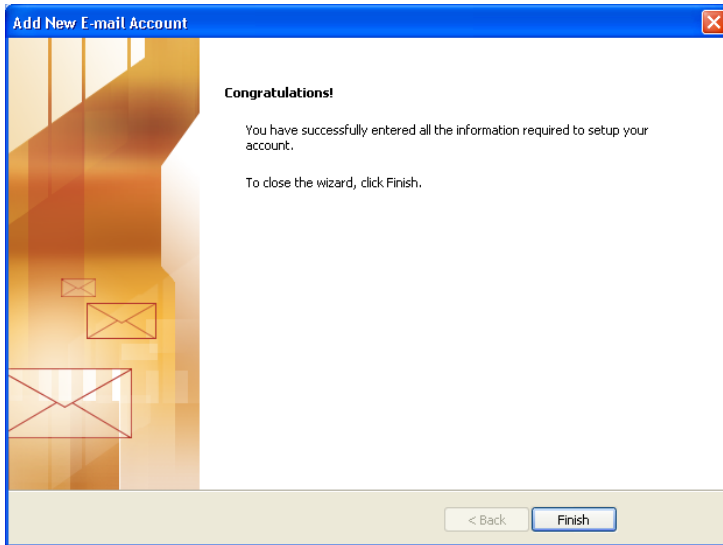 Add New E-mail Account
Congratulations!
You have successfully entered all the information required to setup your
account.
To close the wizard, click Finish.
< Back
Finish